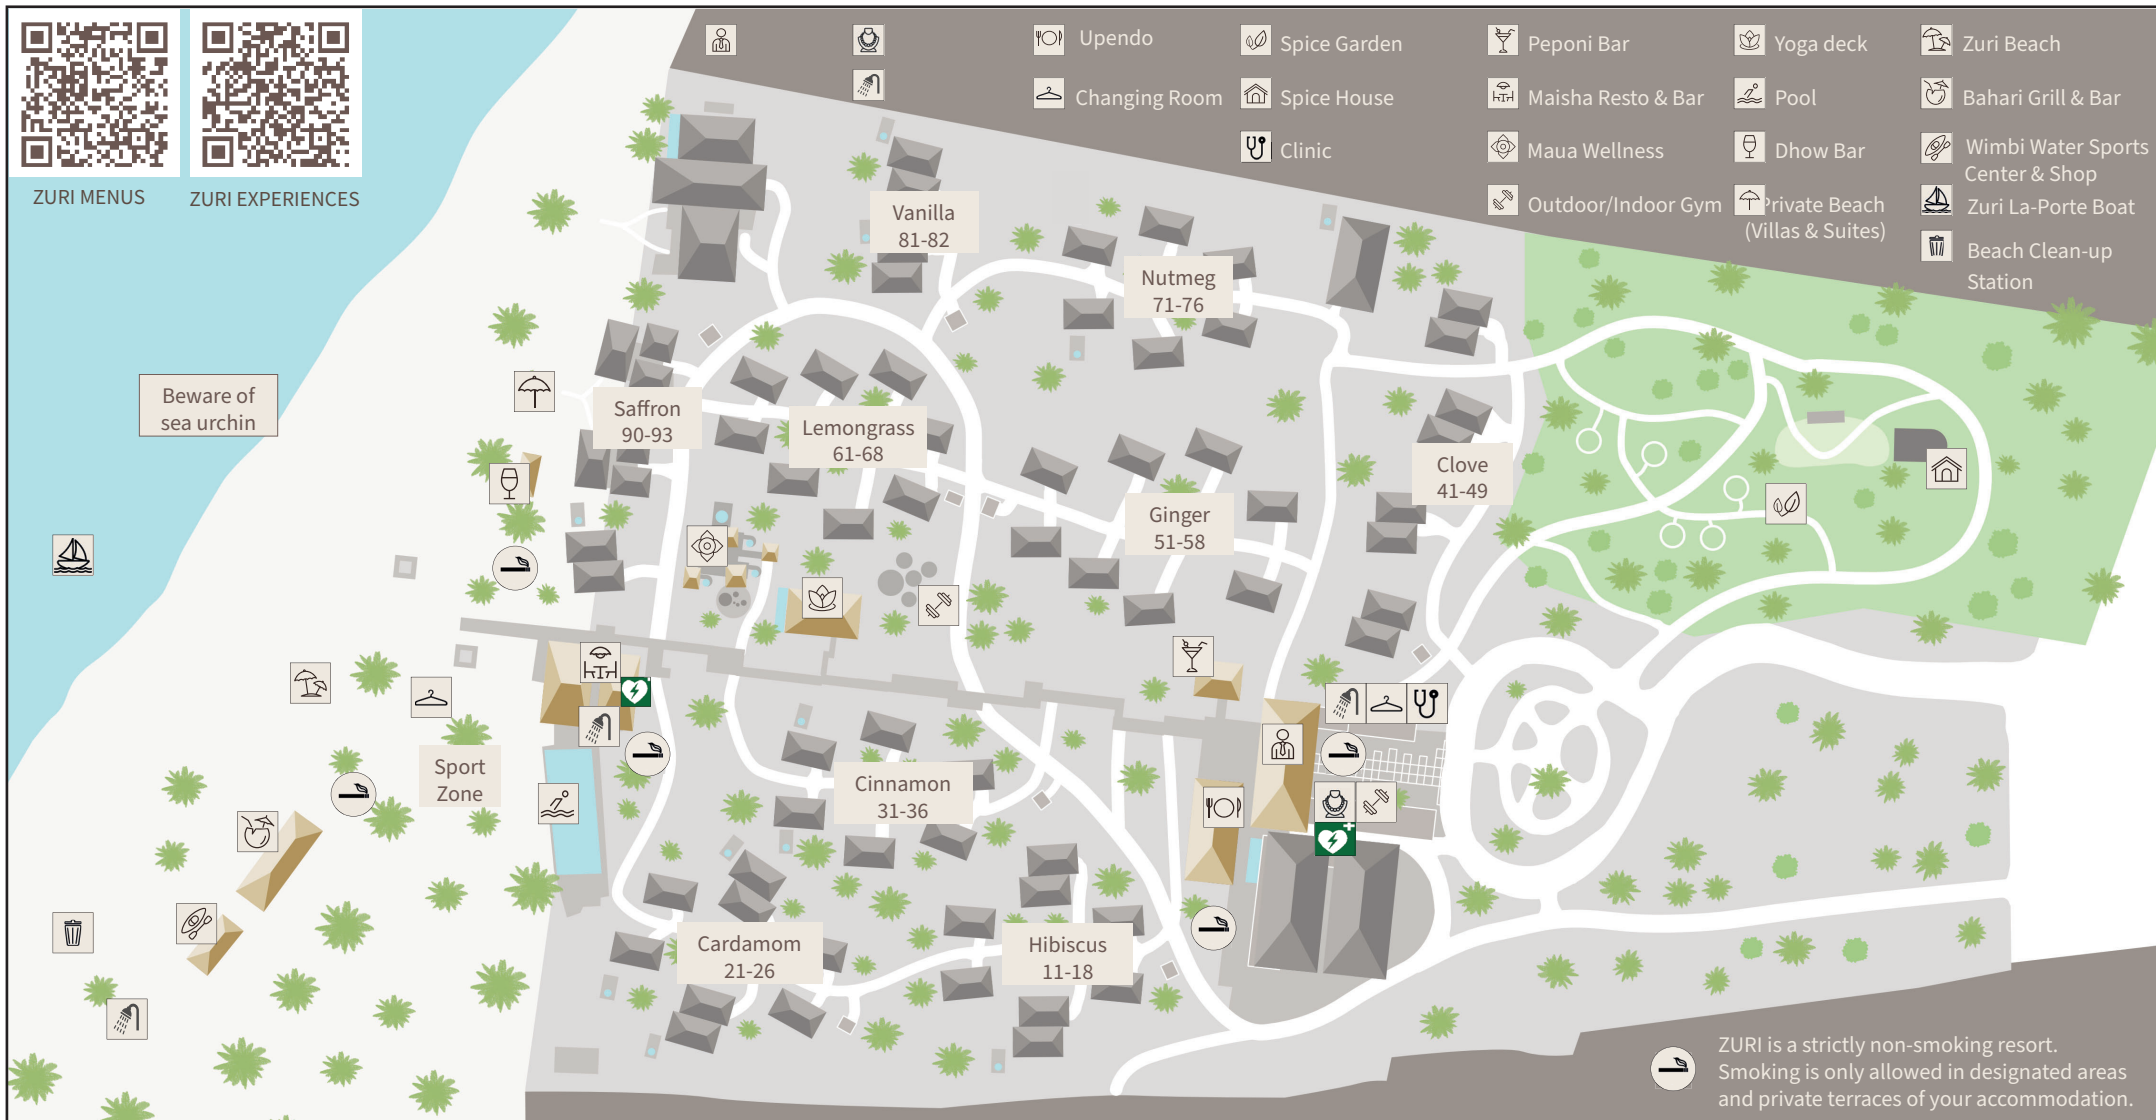 ZURI MENUS
ZURI EXPERIENCES
Upendo
Changing Room
Spice Garden
Spice House
Clinic
Peponi Bar
Maisha Resto & Bar
Maua Wellness
Outdoor/Indoor Gym
Yoga deck
Pool
Dhow Bar
Private Beach
(Villas & Suites)
Zuri Beach
Bahari Grill & Bar
Wimbi Water Sports
Center & Shop
Zuri La-Porte Boat
Beach Clean-up
Station
Vanilla
81-82
Nutmeg
71-76
Beware of
sea urchin
Saffron
90-93
Lemongrass
61-68
Clove
41-49
Ginger
51-58
Sport
Zone
Cinnamon
31-36
Cardamom
21-26
Hibiscus
11-18
ZURI is a strictly non-smoking resort.
Smoking is only allowed in designated areas
and private terraces of your accommodation.